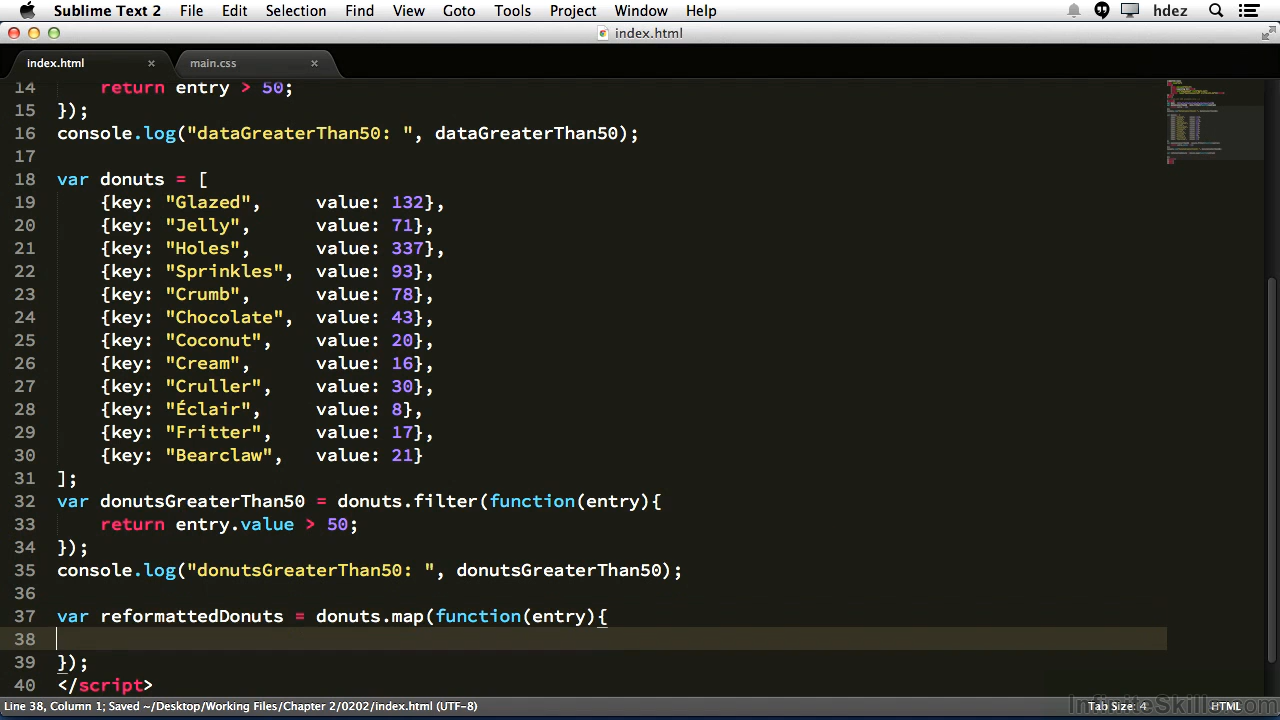 Sublime Text 2 File Edit Selection Find View Goto Tools Project Window Help hdez
index.html
index.html × main.css ×
14 return entry > 50;
15 });
16 console.log("dataGreaterThan50: ", dataGreaterThan50);
17
18 var donuts = [
19 {key: "Glazed", value: 132},
20 {key: "Jelly", value: 71},
21 {key: "Holes", value: 337},
22 {key: "Sprinkles", value: 93},
23 {key: "Crumb", value: 78},
24 {key: "Chocolate", value: 43},
25 {key: "Coconut", value: 20},
26 {key: "Cream", value: 16},
27 {key: "Cruller", value: 30},
28 {key: "Éclair", value: 8},
29 {key: "Fritter", value: 17},
30 {key: "Bearclaw", value: 21}
31 ];
32 var donutsGreaterThan50 = donuts.filter(function(entry){
33 return entry.value > 50;
34 });
35 console.log("donutsGreaterThan50: ", donutsGreaterThan50);
36
37 var reformattedDonuts = donuts.map(function(entry){
38
39 });
40 </script>
Line 38, Column 1; Saved ~/Desktop/Working Files/Chapter 2/0202/index.html (UTF-8) Tab Size: 4 HTML
InfiniteSkills.com